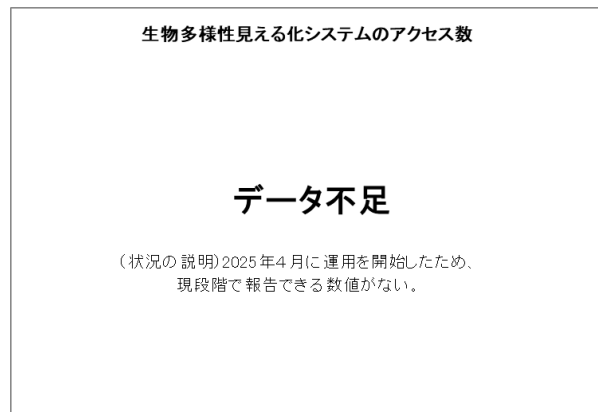 生物多様性見える化システムのアクセス数
データ不足
（状況の説明）2025年4月に運用を開始したため、
現段階で報告できる数値がない。